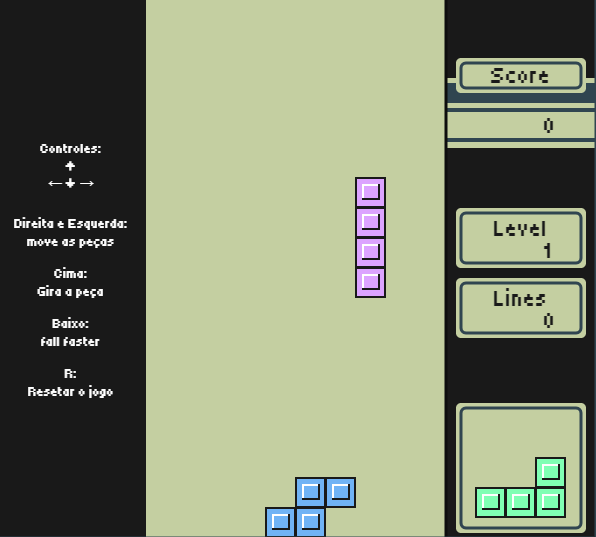 Controles:
↑
← ↓ →
Direita e Esquerda:
move as peças
Cima:
Gira a peça
Baixo:
fall faster
R:
Resetar o jogo
Score
0
Level
1
Lines
0